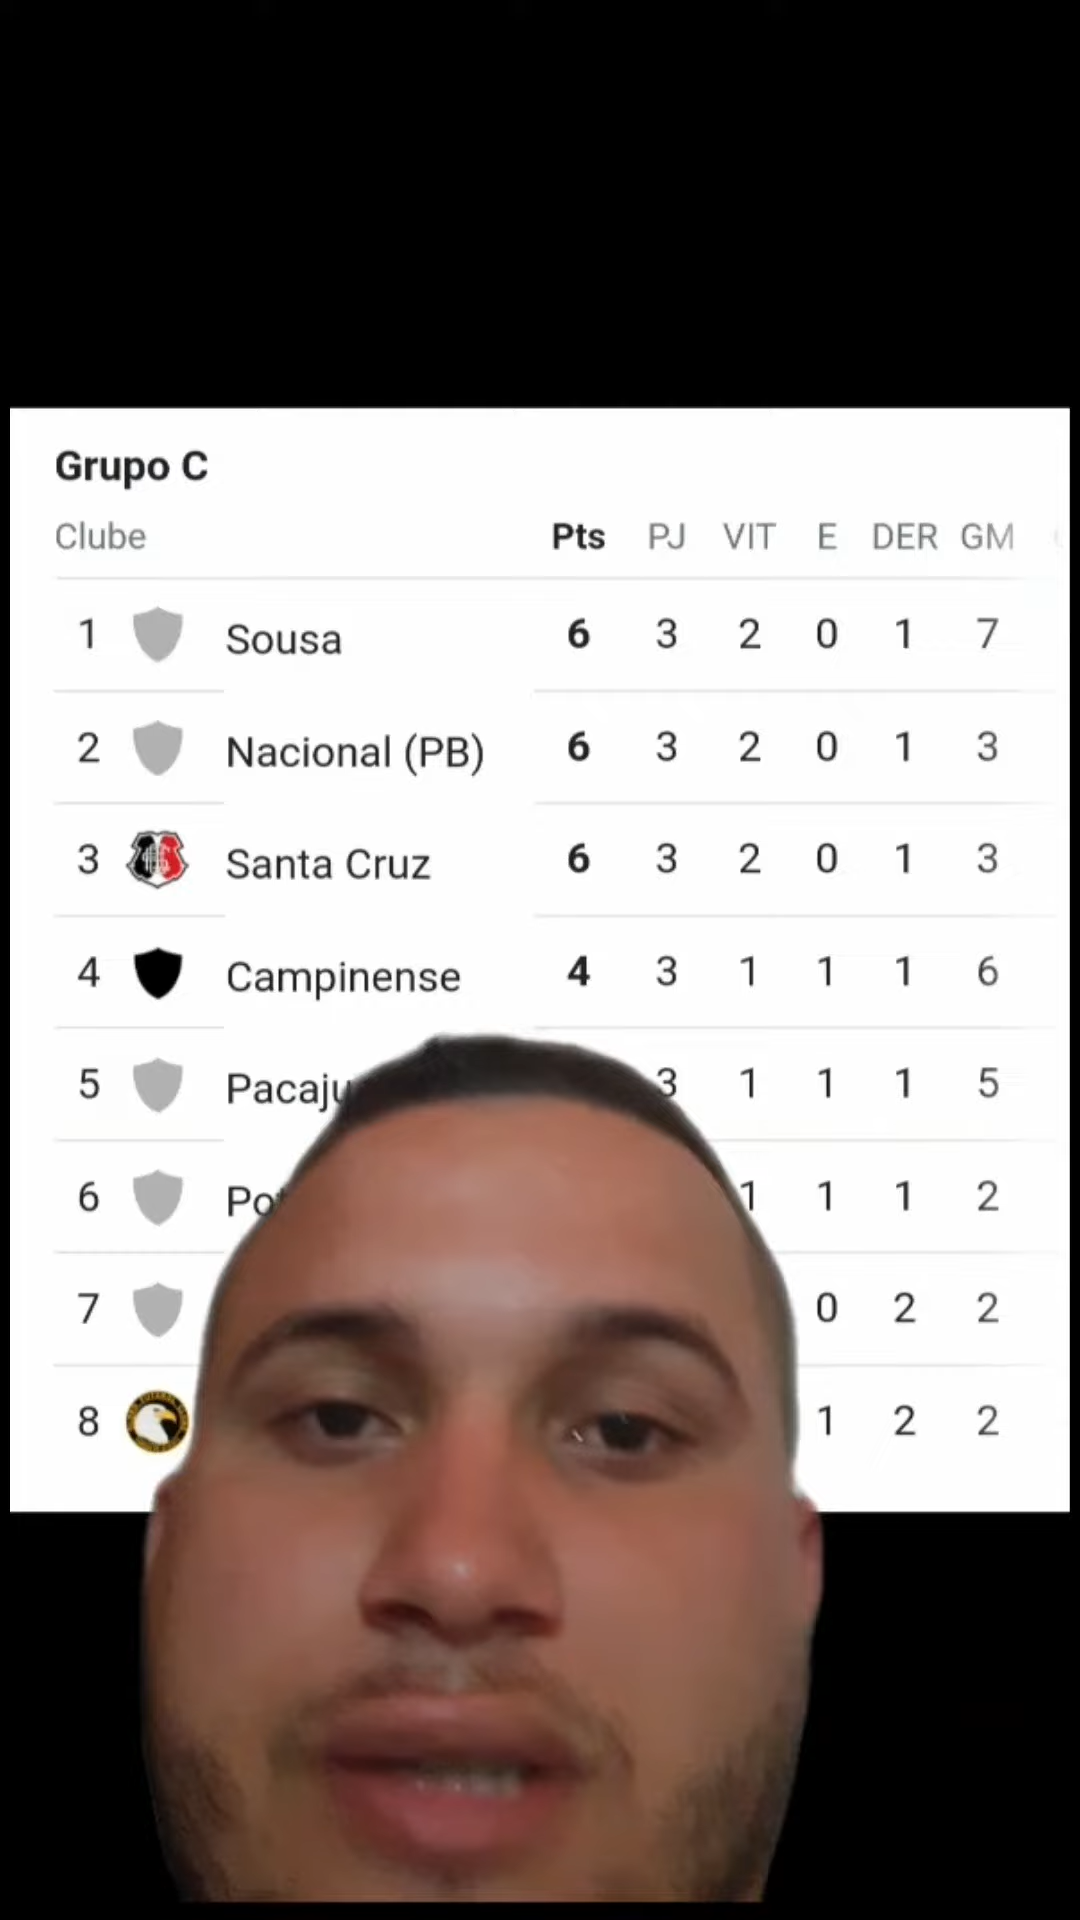 Grupo C
Clube Pts PJ VIT E DER GM
1 Sousa 6 3 2 0 1 7
2 Nacional (PB) 6 3 2 0 1 3
3 Santa Cruz 6 3 2 0 1 3
4 Campinense 4 3 1 1 1 6
5 3 1 1 1 5
6 1 1 1 2
7 0 2 2
8 1 2 2